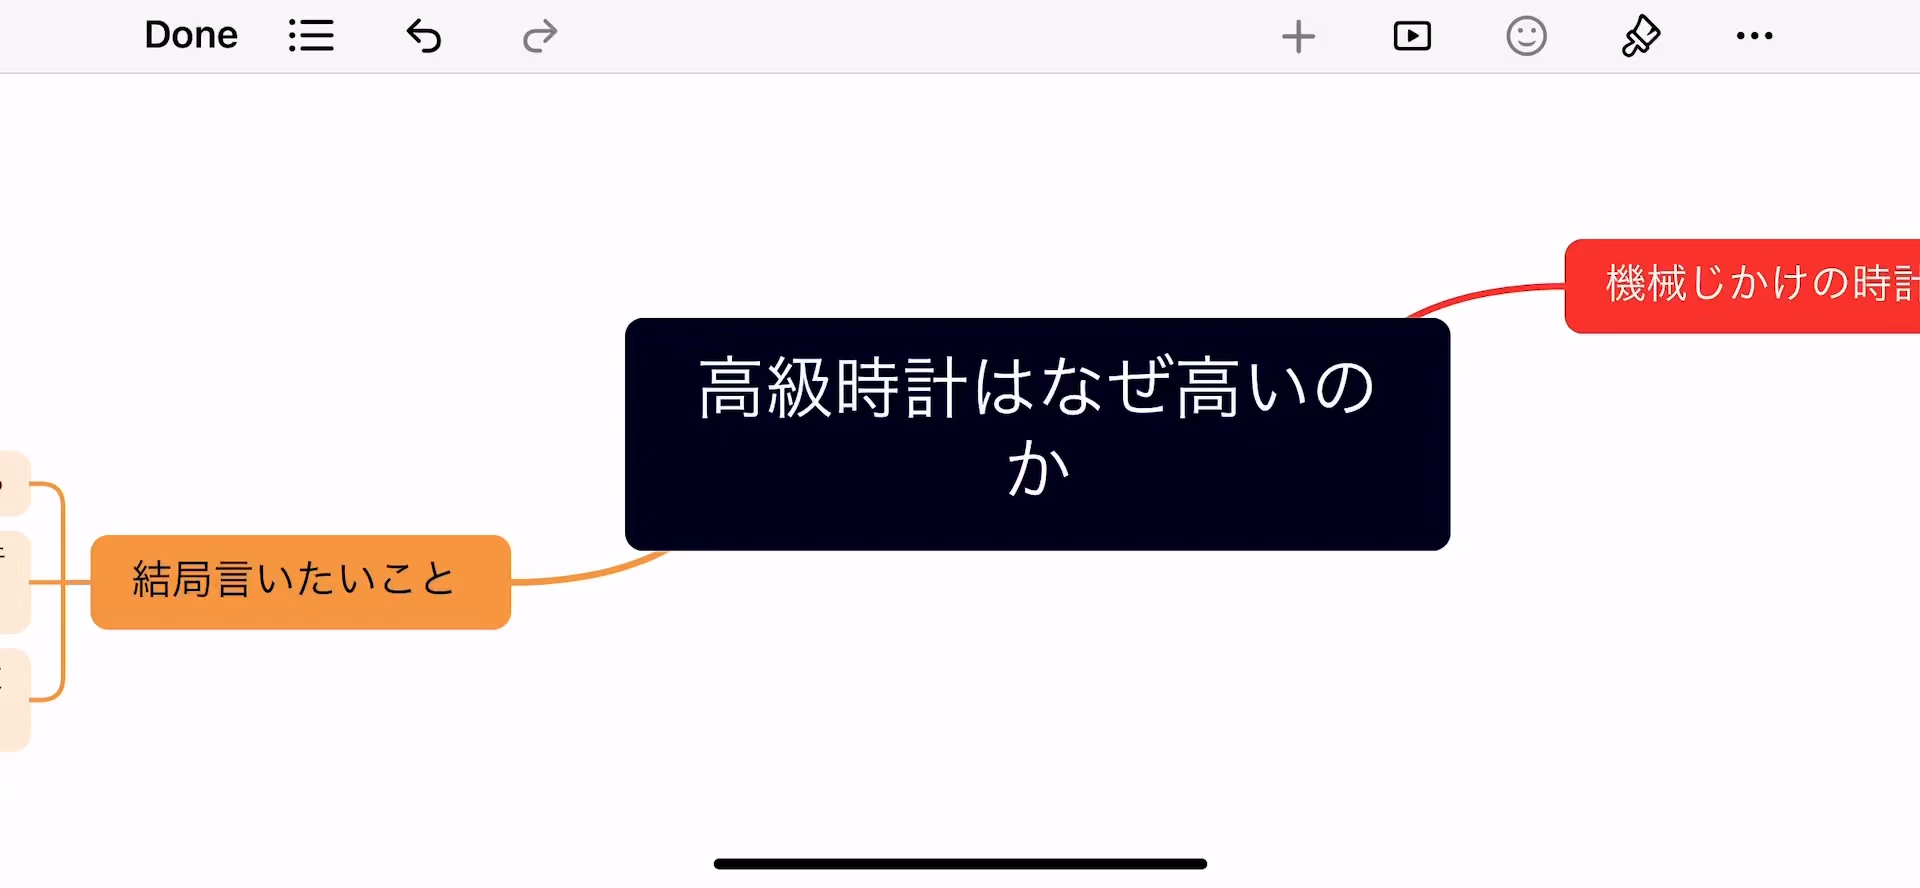 Done
機械じかけの時計
高級時計はなぜ高いの
か
結局言いたいこと